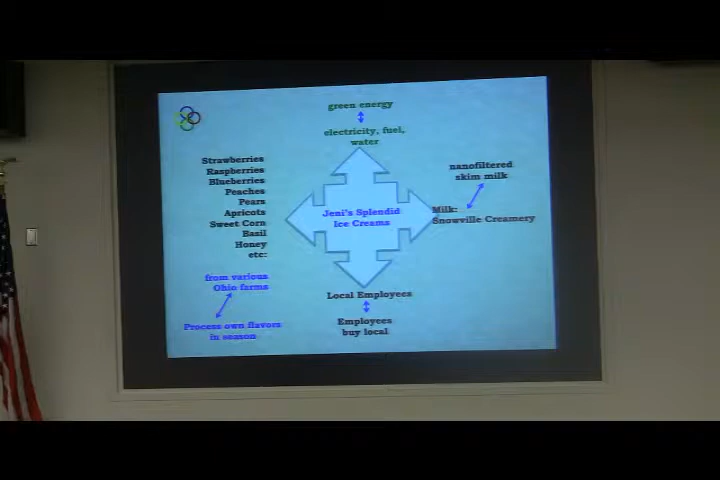 green energy
electricity, fuel,
water
Strawberries
Raspberries
Blueberries
Peaches
Pears
Apricots
Sweet Corn
Basil
Honey
etc:
from various
Ohio farms
Process own flavors
in season
Jeni's Splendid
Ice Creams
nanofiltered
skim milk
Milk:
Snowville Creamery
Local Employees
Employees
buy local